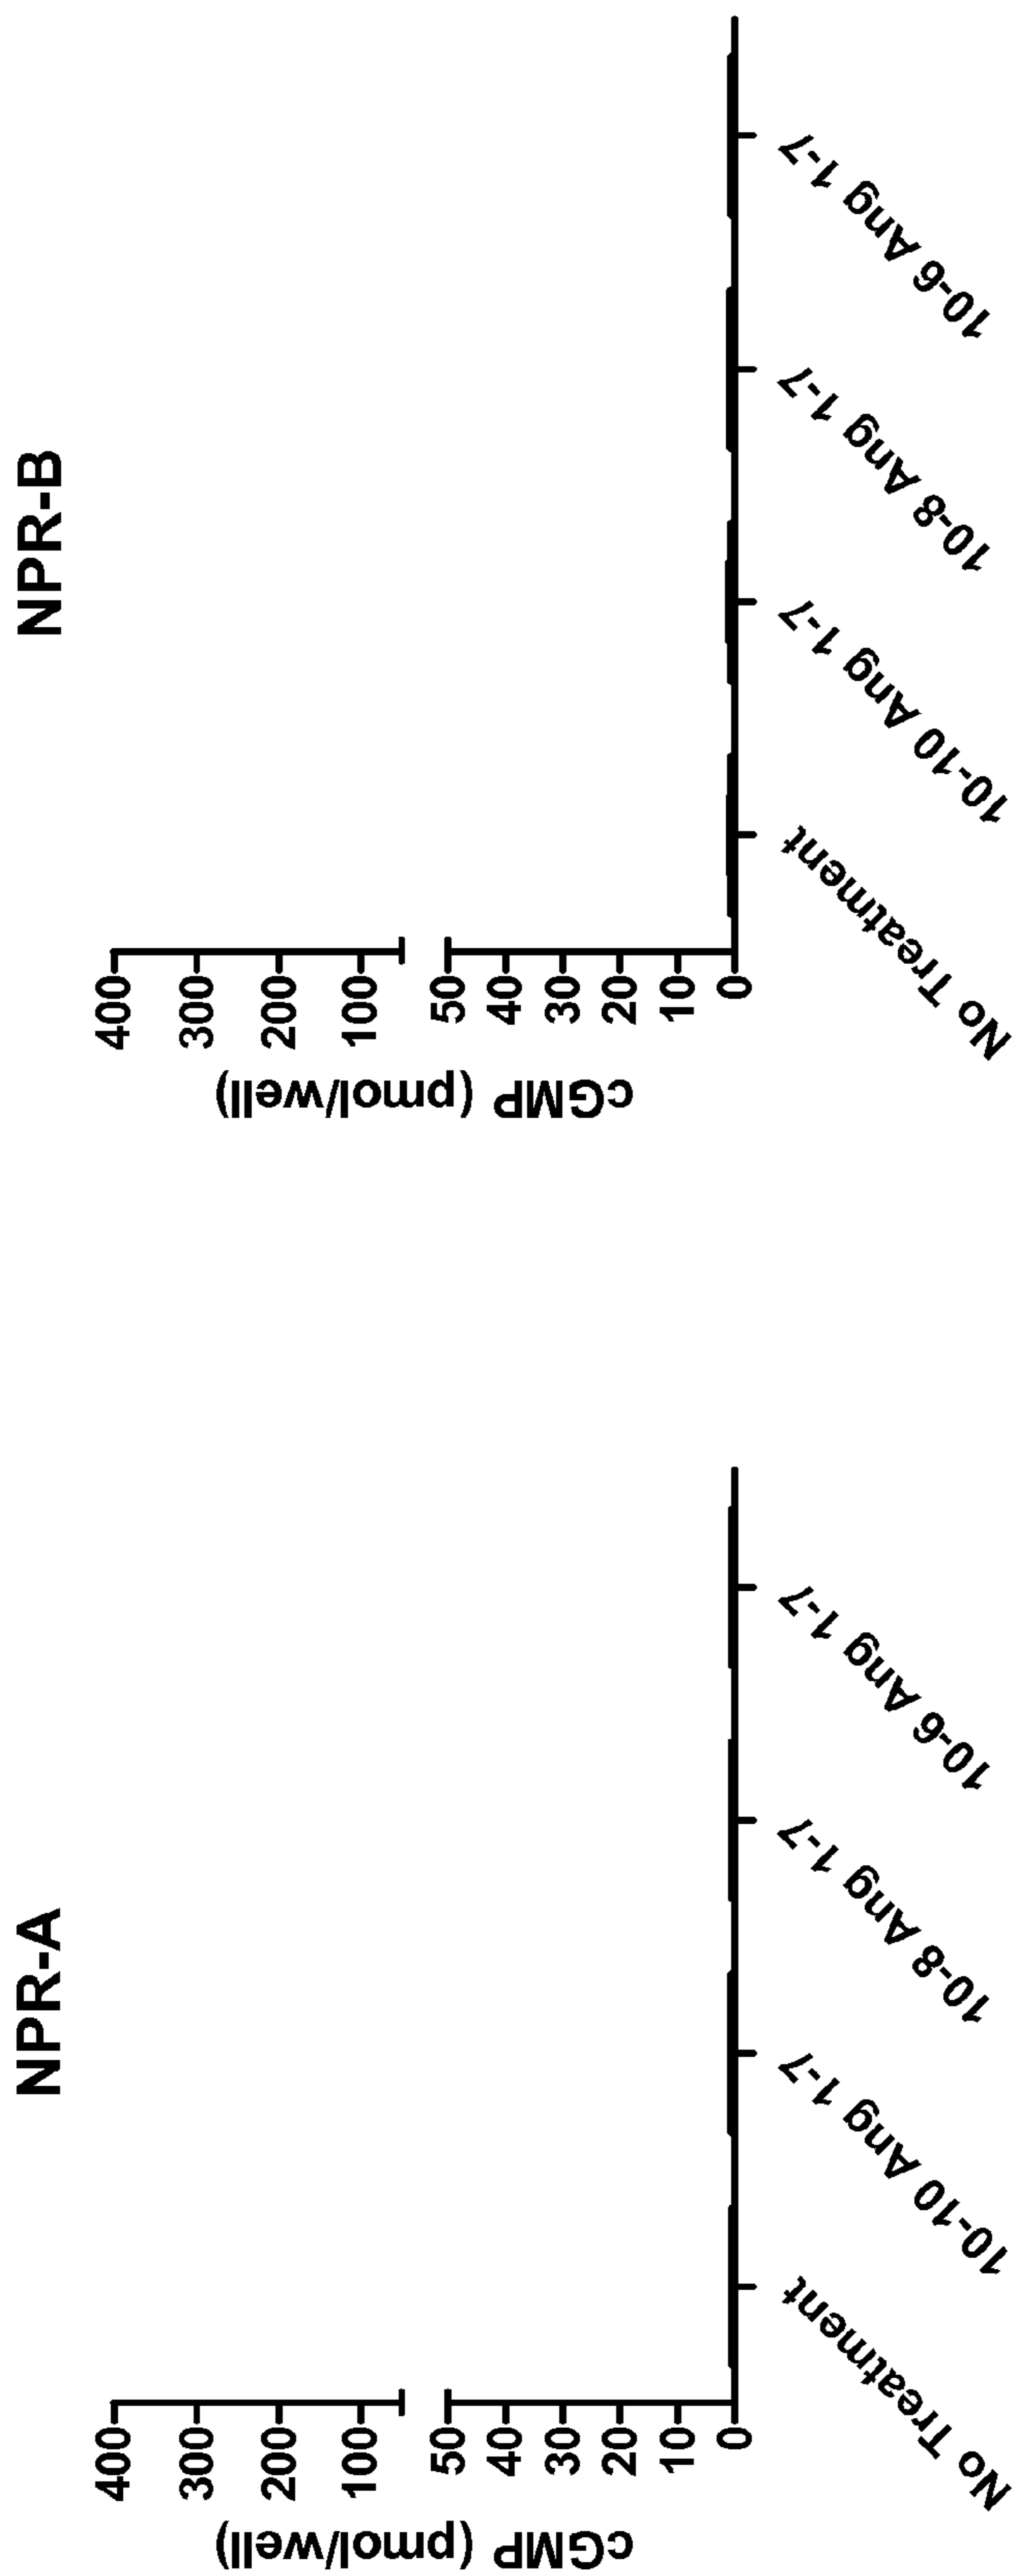 NPR-A
cGMP (pmol/well)
400
300
200
100
50
40
30
20
10
0
No Treatment
10-10 Ang 1-7
10-8 Ang 1-7
10-6 Ang 1-7
NPR-B
cGMP (pmol/well)
400
300
200
100
50
40
30
20
10
0
No Treatment
10-10 Ang 1-7
10-8 Ang 1-7
10-6 Ang 1-7